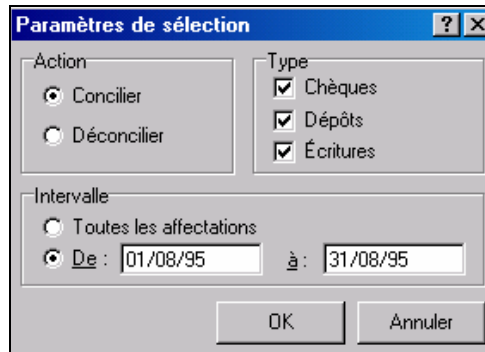 Paramètres de sélection
Action
Concilier
Déconcilier
Type
Chèques
Dépôts
Écritures
Intervalle
Toutes les affectations
De : 01/08/95 à : 31/08/95
OK Annuler